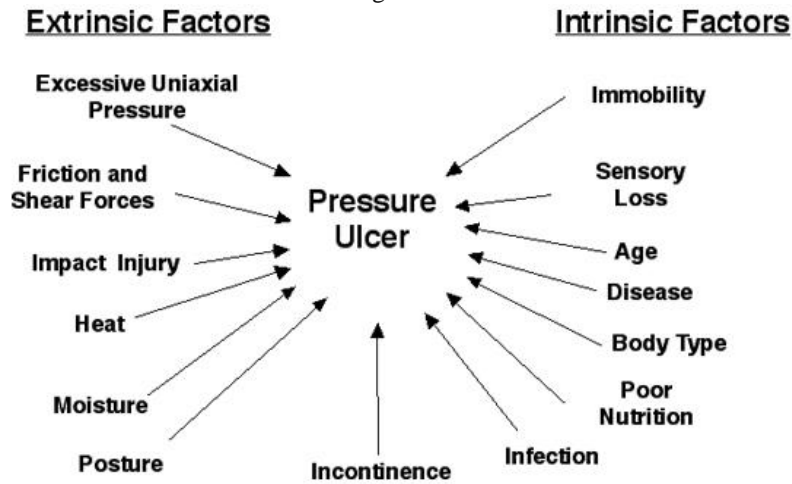 Extrinsic Factors
Intrinsic Factors
Excessive Uniaxial
Pressure
Friction and
Shear Forces
Impact Injury
Heat
Moisture
Posture
Pressure
Ulcer
Incontinence
Immobility
Sensory
Loss
Age
Disease
Body Type
Poor
Nutrition
Infection